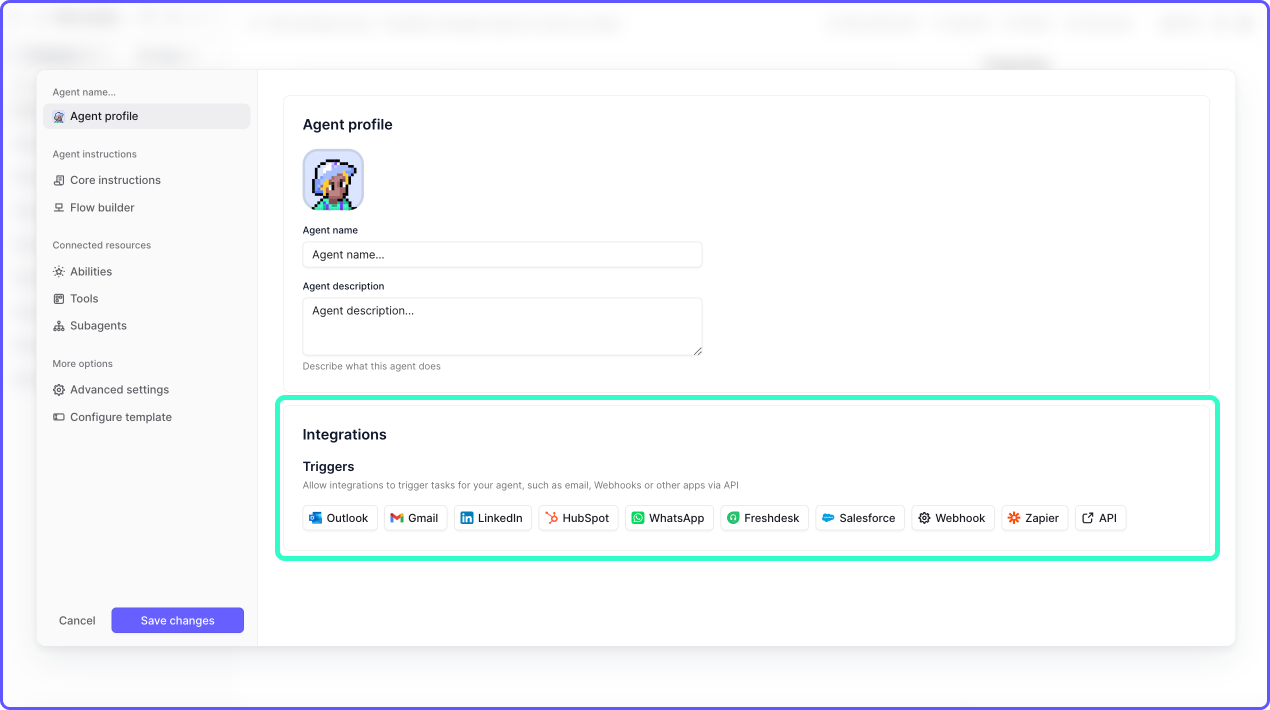 Agent name...
Agent profile
Agent instructions
Core instructions
Flow builder
Connected resources
Abilities
Tools
Subagents
More options
Advanced settings
Configure template
Cancel
Save changes
Agent profile
Agent name
Agent name...
Agent description
Agent description...
Describe what this agent does
Integrations
Triggers
Allow integrations to trigger tasks for your agent, such as email, Webhooks or other apps via API
Outlook Gmail LinkedIn HubSpot WhatsApp Freshdesk Salesforce Webhook Zapier API